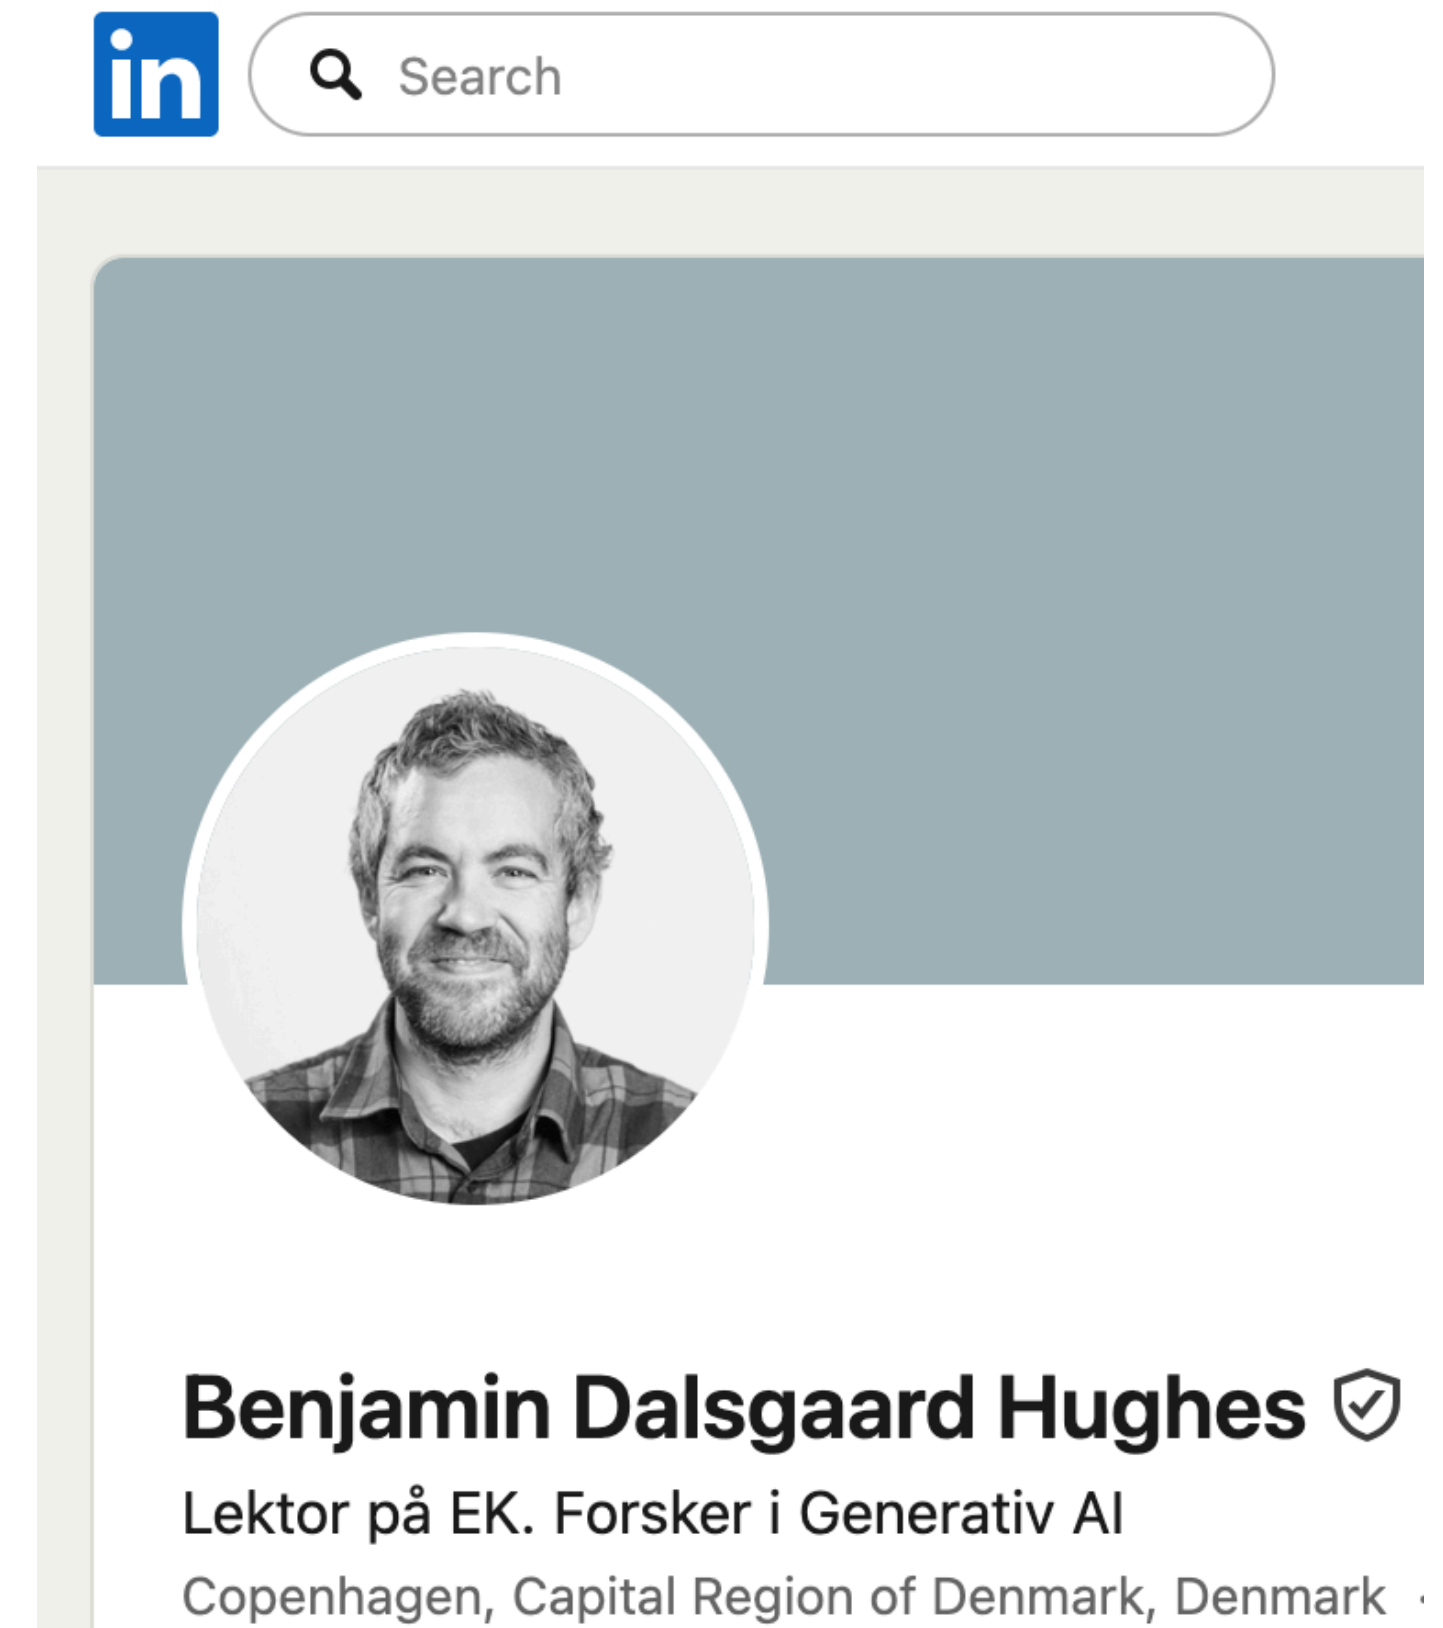 in
Search
Benjamin Dalsgaard Hughes
Lektor på EK. Forsker i Generativ AI
Copenhagen, Capital Region of Denmark, Denmark